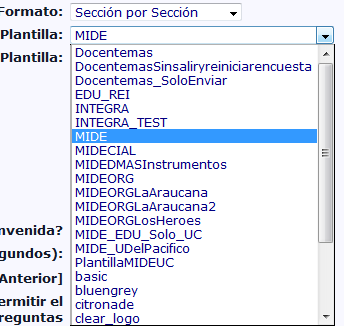 Formato: Sección por Sección
Plantilla: MIDE
Plantilla: Docentemas
DocentemasSinsaliryreiniciarencuesta
Docentemas_SoloEnviar
EDU_REI
INTEGRA
INTEGRA_TEST
MIDE
MIDECIAL
MIDEDMASInstrumentos
MIDEORG
MIDEORGLaAraucana
MIDEORGLaAraucana2
MIDEORGLosHeroes
nvenida? MIDE_EDU_Solo_UC
gundos): MIDE_UDelPacifico
PlantillaMIDEUC
Anterior] basic
bluengrey
ermitir el citronade
reguntas clear_logo